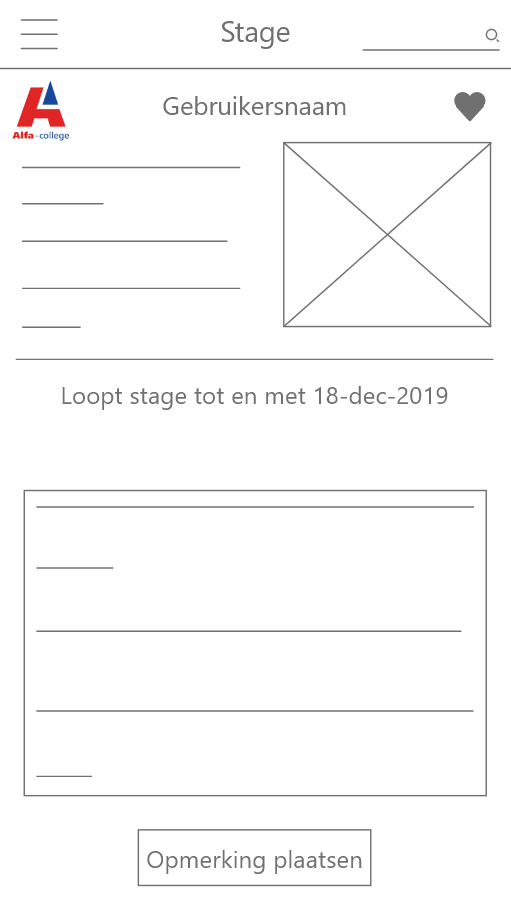 Stage
Gebruikersnaam
Alfa-college
Loopt stage tot en met 18-dec-2019
Opmerking plaatsen